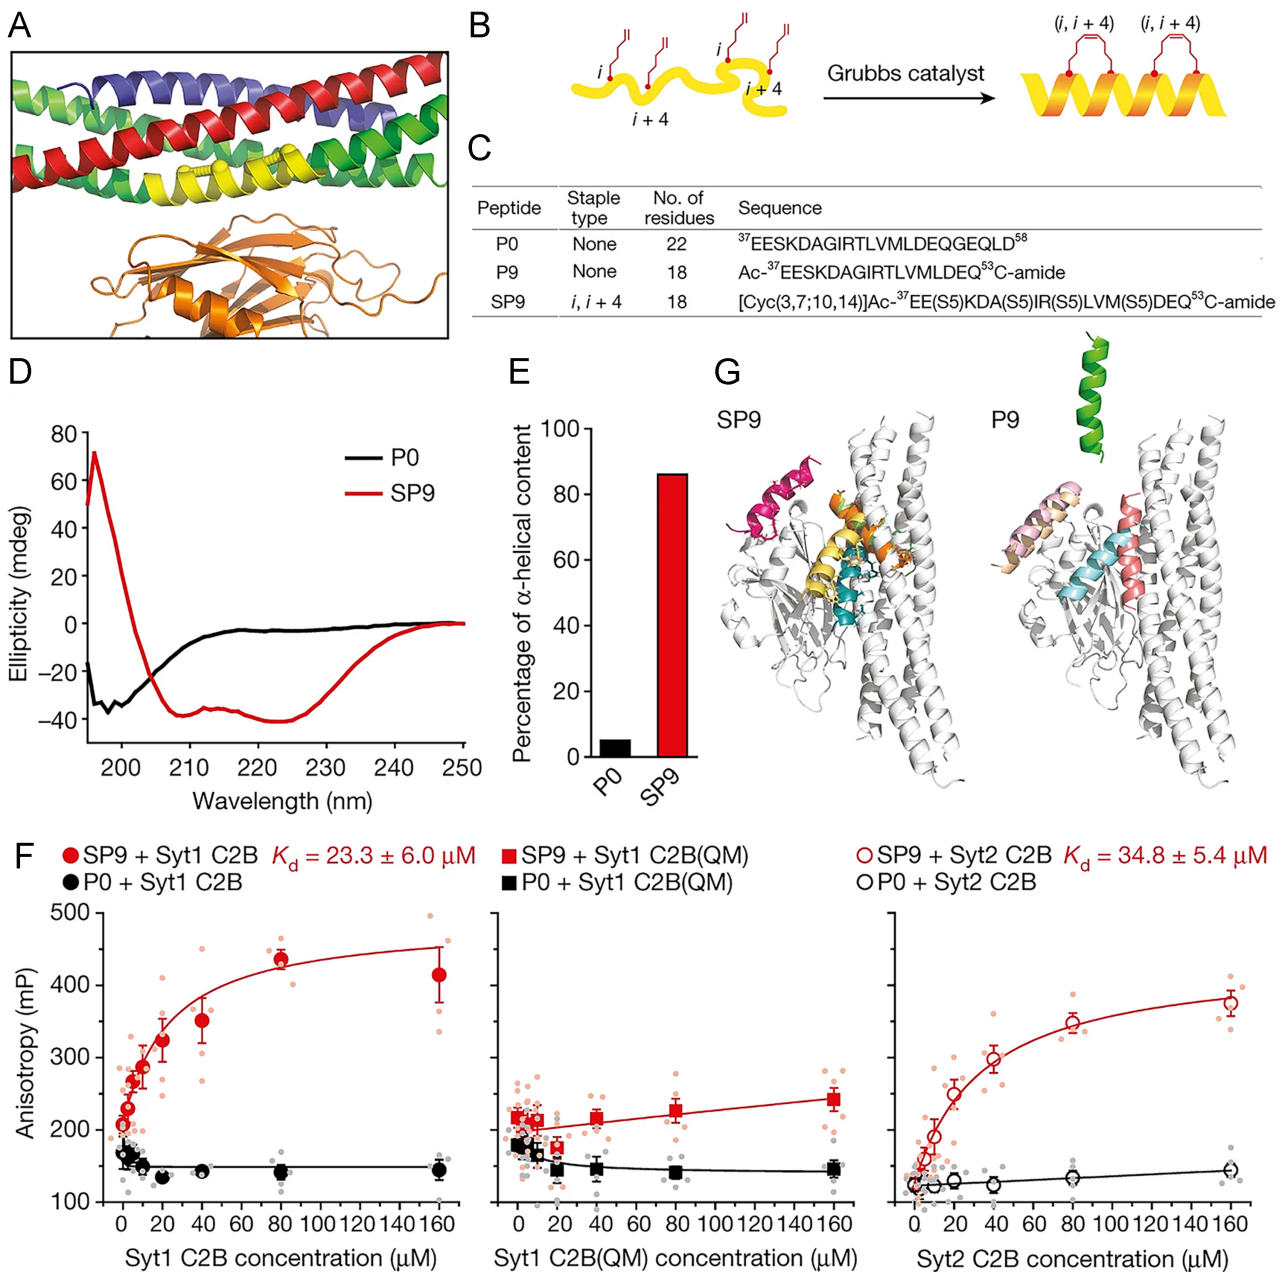 A
B
i
i + 4
i
i + 4
Grubbs catalyst
(i, i + 4)
(i, i + 4)
C
Peptide
Staple type
No. of residues
Sequence
P0
None
22
37EESKDAGIRTLVMLDEQGEQLD58
P9
None
18
Ac-37EESKDAGIRTLVMLDEQ53C-amide
SP9
i, i + 4
18
[Cyc(3,7;10,14)]Ac-37EE(S5)KDA(S5)IR(S5)LVM(S5)DEQ53C-amide
D
Ellipticity (mdeg)
80
60
40
20
0
−20
−40
P0
SP9
200
210
220
230
240
250
Wavelength (nm)
E
Percentage of α-helical content
100
80
60
40
20
0
P0
SP9
G
SP9
P9
F
SP9 + Syt1 C2B Kd = 23.3 ± 6.0 μM
P0 + Syt1 C2B
SP9 + Syt1 C2B(QM)
P0 + Syt1 C2B(QM)
SP9 + Syt2 C2B Kd = 34.8 ± 5.4 μM
P0 + Syt2 C2B
Anisotropy (mP)
500
400
300
200
100
0 20 40 60 80 100 120 140 160
Syt1 C2B concentration (μM)
0 20 40 60 80 100 120 140 160
Syt1 C2B(QM) concentration (μM)
0 20 40 60 80 100 120 140 160
Syt2 C2B concentration (μM)